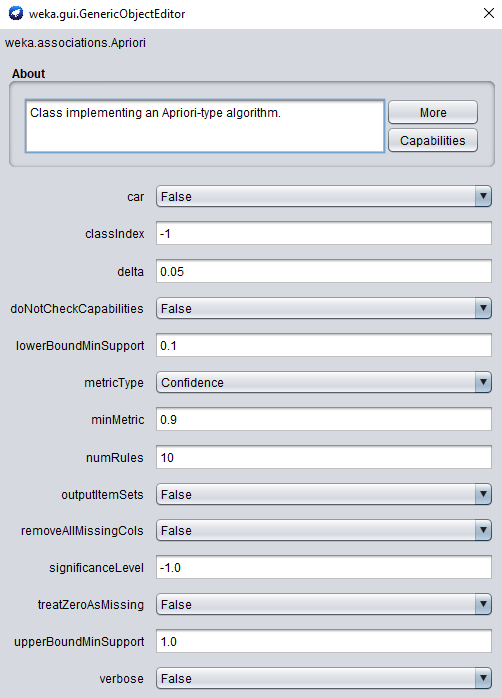 weka.gui.GenericObjectEditor
weka.associations.Apriori
About
Class implementing an Apriori-type algorithm.
More
Capabilities
car False
classIndex -1
delta 0.05
doNotCheckCapabilities False
lowerBoundMinSupport 0.1
metricType Confidence
minMetric 0.9
numRules 10
outputItemSets False
removeAllMissingCols False
significanceLevel -1.0
treatZeroAsMissing False
upperBoundMinSupport 1.0
verbose False